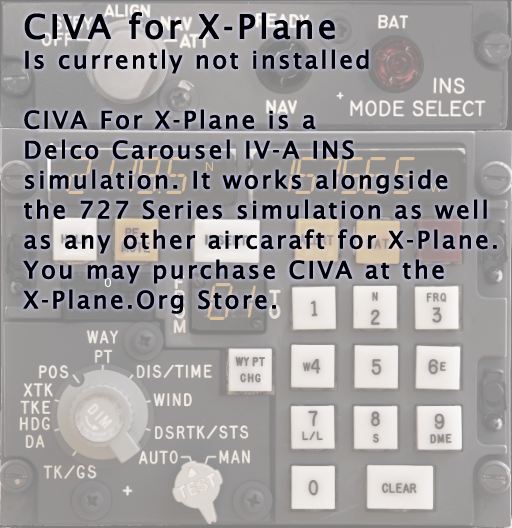 CIVA for X-Plane
Is currently not installed
CIVA For X-Plane is a
Delco Carousel IV-A INS
simulation. It works alongside
the 727 Series simulation as well
as any other aircaraft for X-Plane.
You may purchase CIVA at the
X-Plane.Org Store.
ALIGN
NAV
OFF
ATT
READY
BAT
NAV
INS
MODE SELECT
1
N
2
FRQ
3
WY PT
CHG
W4
5
6E
7
L/L
8
S
9
DME
0
CLEAR
WAY
PT
POS
DIS/TIME
XTK
TKE
WIND
HDG
DA
DSRTK/STS
TK/GS
DIM
AUTO
MAN
TEST